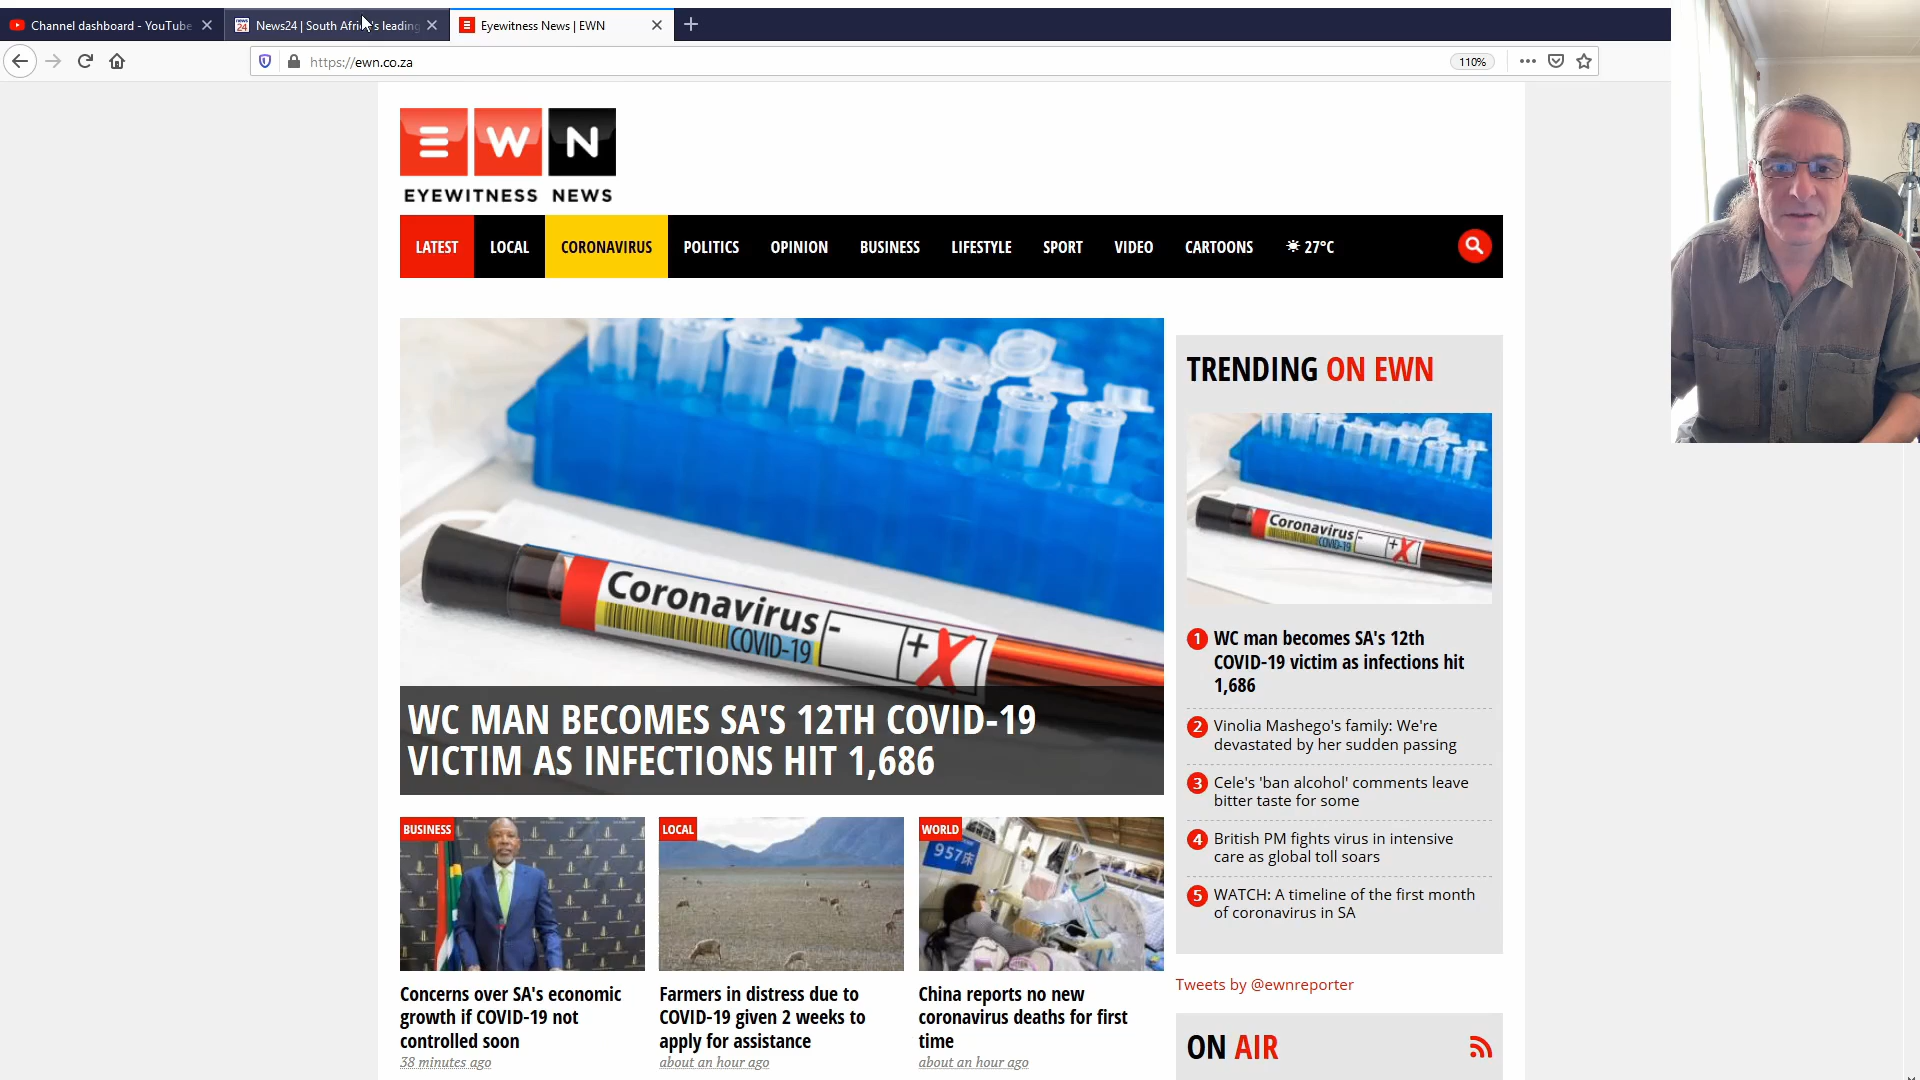 Channel dashboard - YouTube
News24 | South Africa's leading
Eyewitness News | EWN
https://ewn.co.za
110%
E W N
EYEWITNESS NEWS
LATEST LOCAL CORONAVIRUS POLITICS OPINION BUSINESS LIFESTYLE SPORT VIDEO CARTOONS 27°C
Coronavirus
COVID-19
- +X
WC MAN BECOMES SA'S 12TH COVID-19
VICTIM AS INFECTIONS HIT 1,686
TRENDING ON EWN
Coronavirus
COVID-19
- +X
1 WC man becomes SA's 12th
COVID-19 victim as infections hit
1,686
2 Vinolia Mashego's family: We're
devastated by her sudden passing
3 Cele's 'ban alcohol' comments leave
bitter taste for some
4 British PM fights virus in intensive
care as global toll soars
5 WATCH: A timeline of the first month
of coronavirus in SA
Tweets by @ewnreporter
ON AIR
BUSINESS
Concerns over SA's economic
growth if COVID-19 not
controlled soon
38 minutes ago
LOCAL
Farmers in distress due to
COVID-19 given 2 weeks to
apply for assistance
about an hour ago
WORLD
957床
China reports no new
coronavirus deaths for first
time
about an hour ago